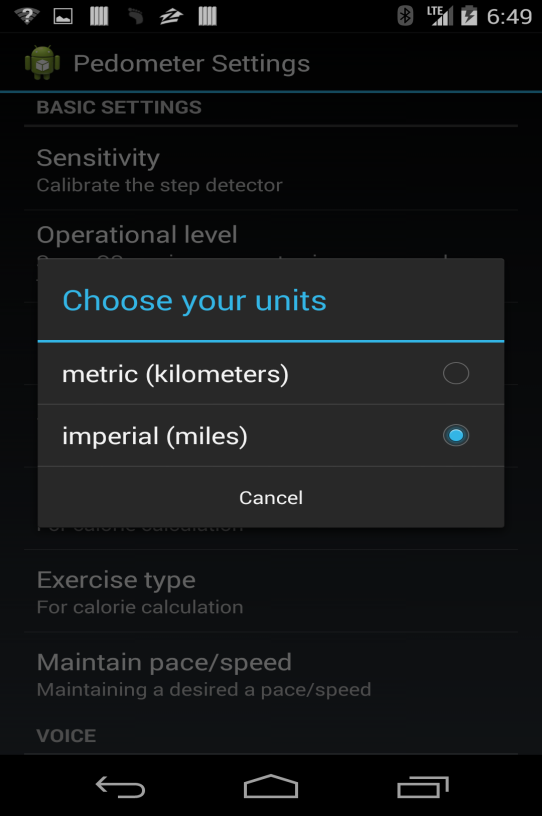 LTE 6:49
Pedometer Settings
BASIC SETTINGS
Sensitivity
Calibrate the step detector
Operational level
Choose your units
metric (kilometers)
imperial (miles)
Cancel
For calorie calculation
Exercise type
For calorie calculation
Maintain pace/speed
Maintaining a desired a pace/speed
VOICE